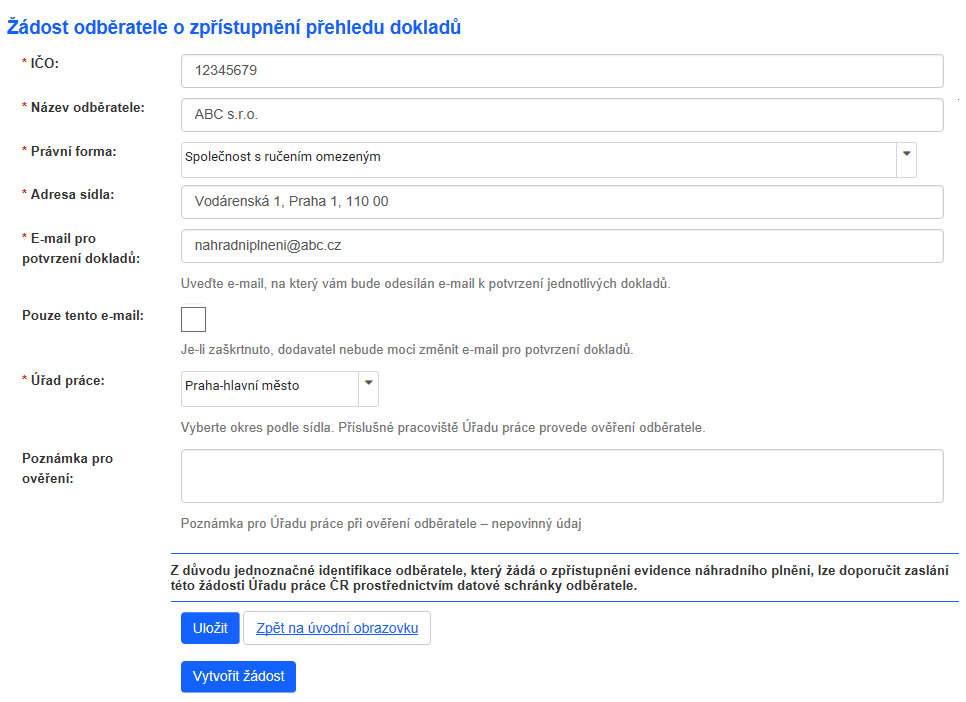 Žádost odběratele o zpřístupnění přehledu dokladů
* IČO:
12345679
* Název odběratele:
ABC s.r.o.
* Právní forma:
Společnost s ručením omezeným
* Adresa sídla:
Vodárenská 1, Praha 1, 110 00
* E-mail pro
potvrzení dokladů:
nahradniplneni@abc.cz
Uveďte e-mail, na který vám bude odesílán e-mail k potvrzení jednotlivých dokladů.
Pouze tento e-mail:
Je-li zaškrtnuto, dodavatel nebude moci změnit e-mail pro potvrzení dokladů.
* Úřad práce:
Praha-hlavní město
Vyberte okres podle sídla. Příslušné pracoviště Úřadu práce provede ověření odběratele.
Poznámka pro
ověření:
Poznámka pro Úřadu práce při ověření odběratele – nepovinný údaj
Z důvodu jednoznačné identifikace odběratele, který žádá o zpřístupnění evidence náhradního plnění, lze doporučit zaslání
této žádosti Úřadu práce ČR prostřednictvím datové schránky odběratele.
Uložit
Zpět na úvodní obrazovku
Vytvořit žádost